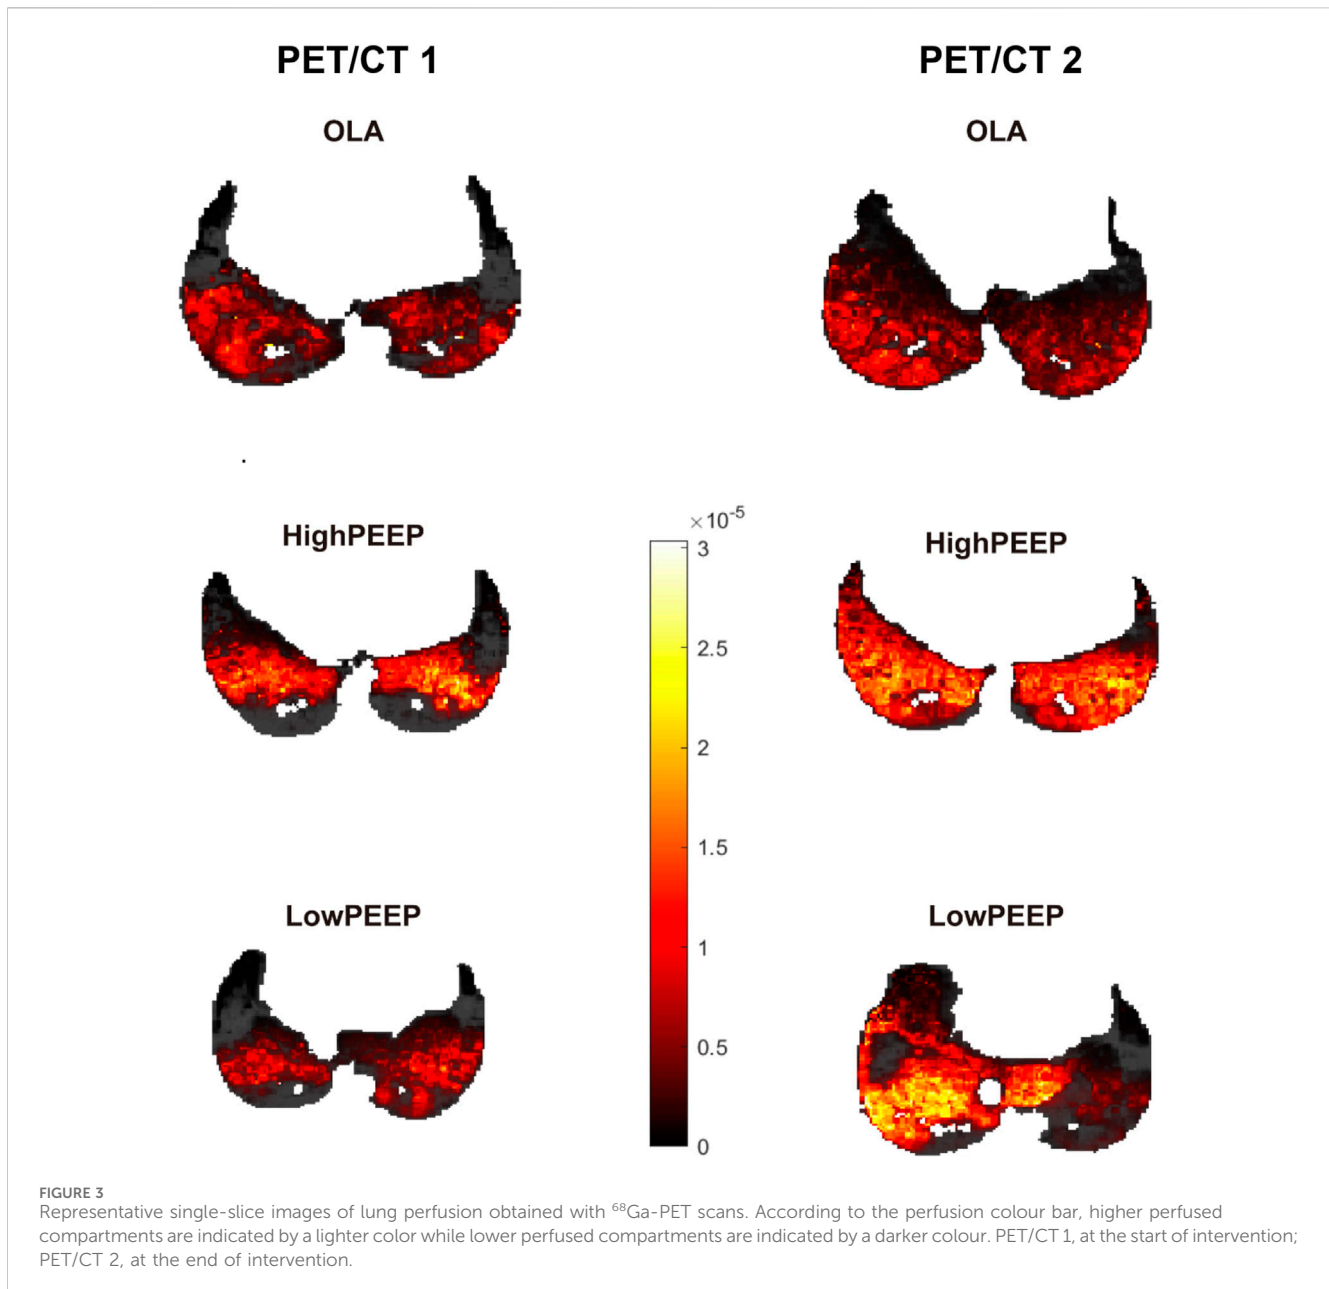 PET/CT 1
PET/CT 2
OLA
OLA
HighPEEP
×10⁻⁵
HighPEEP
3
2.5
2
1.5
1
0.5
0
LowPEEP
LowPEEP
FIGURE 3
Representative single-slice images of lung perfusion obtained with ⁶⁸Ga-PET scans. According to the perfusion colour bar, higher perfused
compartments are indicated by a lighter color while lower perfused compartments are indicated by a darker colour. PET/CT 1, at the start of intervention;
PET/CT 2, at the end of intervention.